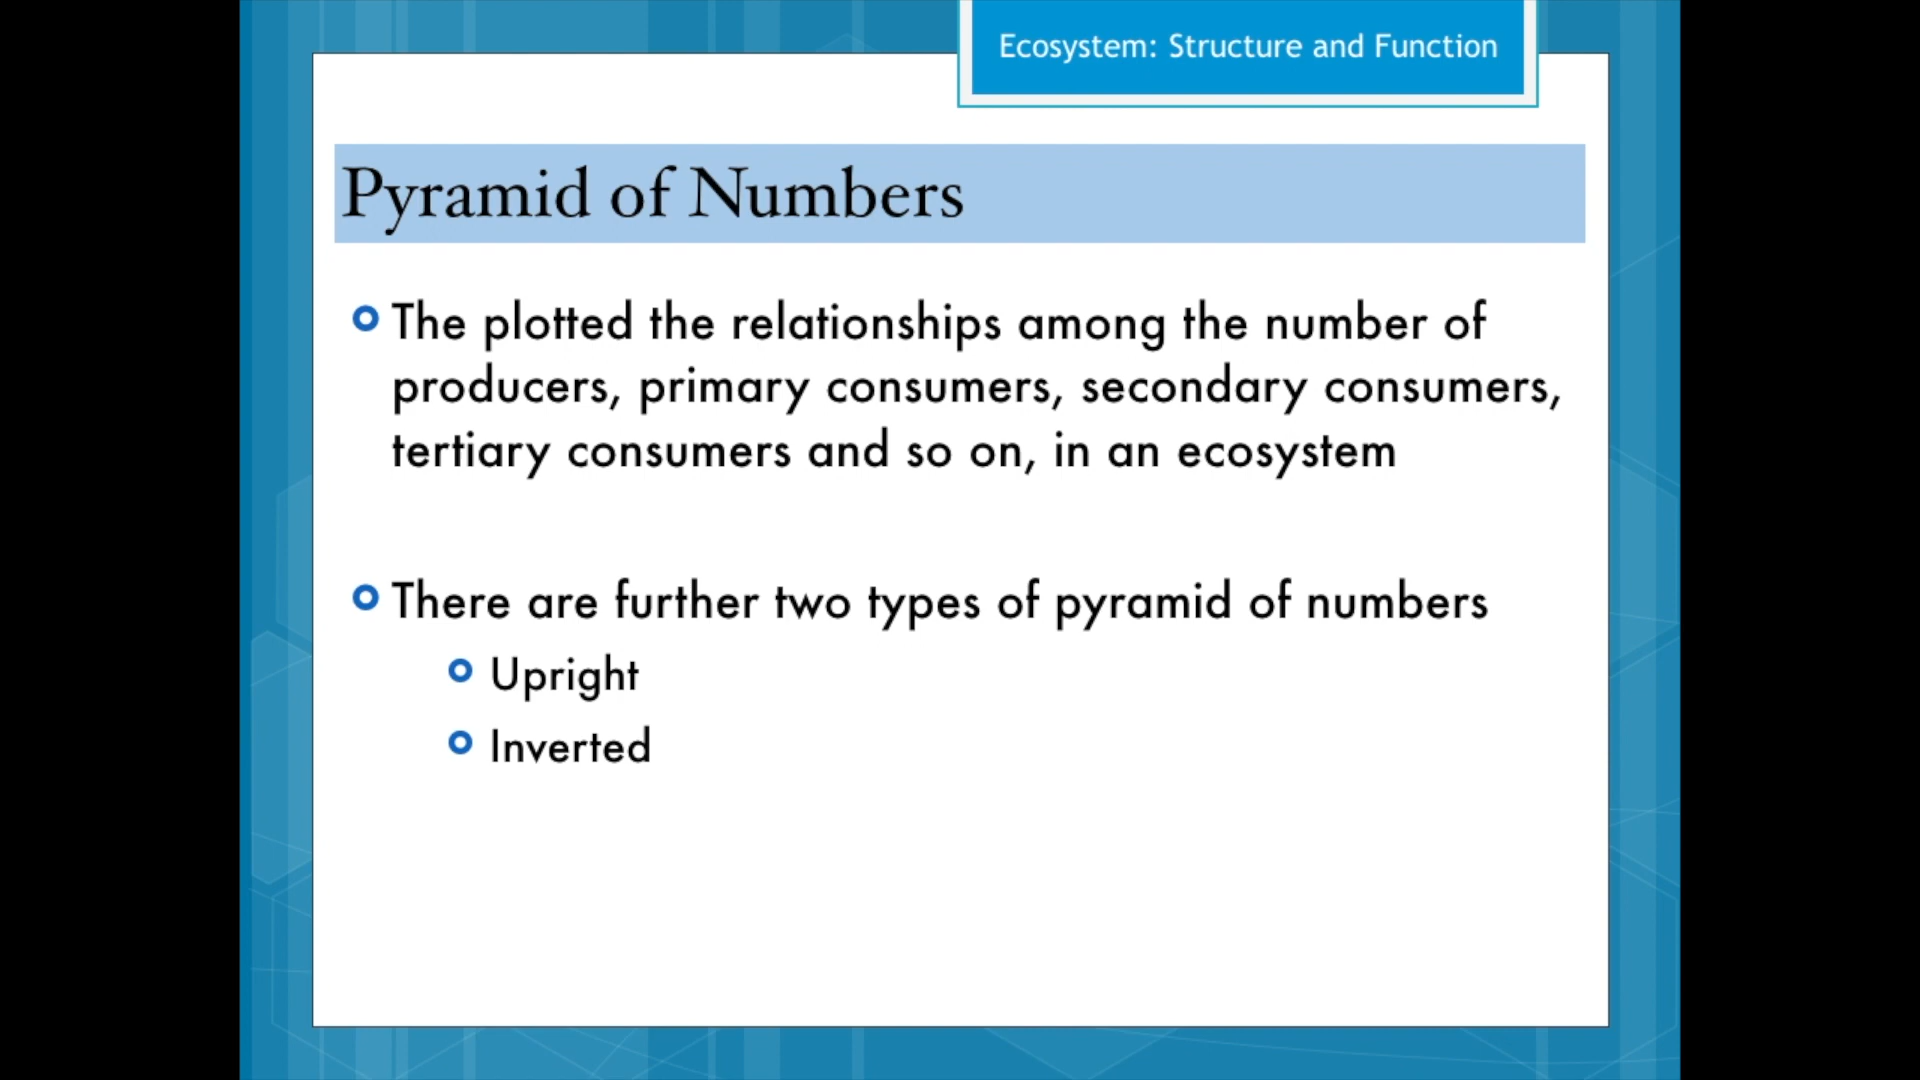 Ecosystem: Structure and Function
Pyramid of Numbers
The plotted the relationships among the number of
producers, primary consumers, secondary consumers,
tertiary consumers and so on, in an ecosystem
There are further two types of pyramid of numbers
Upright
Inverted